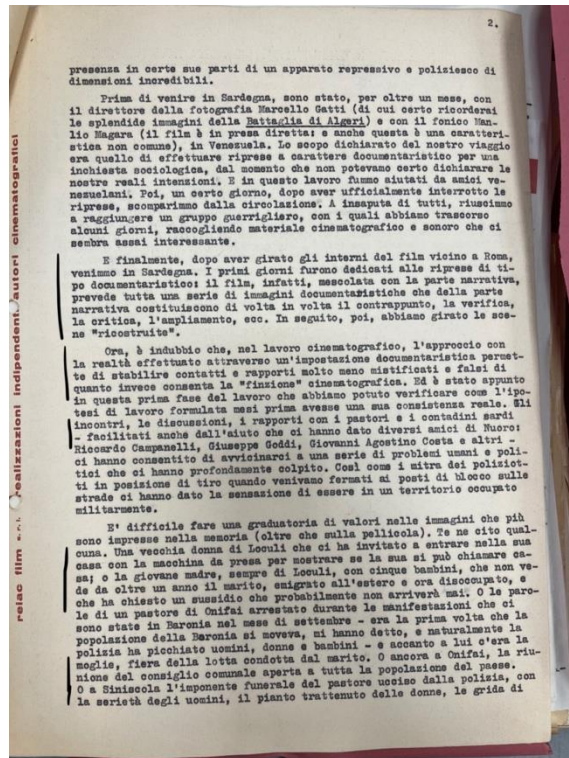 2.
presenza in certe sue parti di un apparato repressivo e poliziesco di
dimensioni incredibili.
Prima di venire in Sardegna, sono stato, per oltre un mese, con
il direttore della fotografia Marcello Gatti (di cui certo ricorderai
le splendide immagini della Battaglia di Algeri) e con il fonico Man-
lio Magara (il film è in presa diretta: e anche questa è una caratteri-
stica non comune), in Venezuela. Lo scopo dichiarato del nostro viaggio
era quello di effettuare riprese a carattere documentaristico per una
inchiesta sociologica, dal momento che non potevamo certo dichiarare le
nostre reali intenzioni. E in questo lavoro fummo aiutati da amici ve-
nesuelani. Poi, un certo giorno, dopo aver ufficialmente interrotto le
riprese, scomparimmo dalla circolazione. A insaputa di tutti, riuscimmo
a raggiungere un gruppo guerrigliero, con i quali abbiamo trascorso
alcuni giorni, raccogliendo materiale cinematografico e sonoro che ci
sembra assai interessante.
E finalmente, dopo aver girato gli interni del film vicino a Roma,
venimmo in Sardegna. I primi giorni furono dedicati alle riprese di ti-
po documentaristico: il film, infatti, mescolata con la parte narrativa,
prevede tutta una serie di immagini documentaristiche che della parte
narrativa costituiscono di volta in volta il contrappunto, la verifica,
la critica, l'ampliamento, ecc. In seguito, poi, abbiamo girato le sce-
ne "ricostruite".
Ora, è indubbio che, nel lavoro cinematografico, l'approccio con
la realtà effettuato attraverso un'impostazione documentaristica permet-
te di stabilire contatti e rapporti molto meno mistificati e falsi di
quanto invece consenta la "finzione" cinematografica. Ed è stato appunto
in questa prima fase del lavoro che abbiamo potuto verificare come l'ipo-
tesi di lavoro formulata mesi prima avesse una sua consistenza reale. Gli
incontri, le discussioni, i rapporti con i pastori e i contadini sardi
- facilitati anche dall'aiuto che ci hanno dato diversi amici di Nuoro:
Riccardo Campanelli, Giuseppe Goddi, Giovanni Agostino Costa e altri -
ci hanno consentito di avvicinarci a una serie di problemi umani e poli-
tici che ci hanno profondamente colpito. Così come i mitra dei poliziot-
ti in posizione di tiro quando venivamo fermati ai posti di blocco sulle
strade ci hanno dato la sensazione di essere in un territorio occupato
militarmente.
E' difficile fare una graduatoria di valori nelle immagini che più
sono impresse nella memoria (oltre che sulla pellicola). Te ne cito qual-
cuna. Una vecchia donna di Loculi che ci ha invitato a entrare nella sua
casa con la macchina da presa per mostrare se la sua si può chiamare ca-
sa; o la giovane madre, sempre di Loculi, con cinque bambini, che non ve-
de da oltre un anno il marito, emigrato all'estero e ora disoccupato, e
che ha chiesto un sussidio che probabilmente non arriverà mai. O le paro-
le di un pastore di Onifai arrestato durante le manifestazioni che ci
sono state in Baronia nel mese di settembre - era la prima volta che la
popolazione della Baronia si moveva, mi hanno detto, e naturalmente la
polizia ha picchiato uomini, donne e bambini - e accanto a lui c'era la
moglie, fiera della lotta condotta dal marito. O ancora a Onifai, la riu-
nione del consiglio comunale aperta a tutta la popolazione del paese.
O a Siniscola l'imponente funerale del pastore ucciso dalla polizia, con
la serietà degli uomini, il pianto trattenuto delle donne, le grida di
reiac film s.r.l. realizzazioni indipendenti autori cinematografici